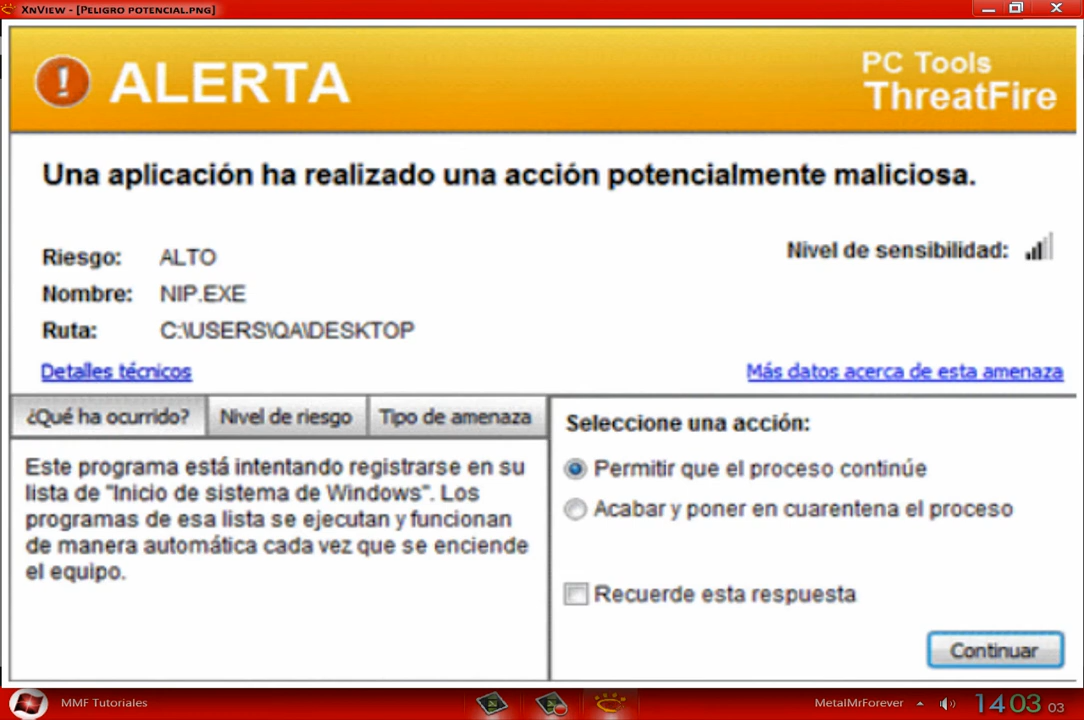 XnView - [Peligro potencial.png]
ALERTA
PC Tools
ThreatFire
Una aplicación ha realizado una acción potencialmente maliciosa.
Riesgo: ALTO
Nivel de sensibilidad:
Nombre: NIP.EXE
Ruta: C:\USERS\QA\DESKTOP
Detalles técnicos
Más datos acerca de esta amenaza
¿Qué ha ocurrido? Nivel de riesgo Tipo de amenaza
Este programa está intentando registrarse en su
lista de "Inicio de sistema de Windows". Los
programas de esa lista se ejecutan y funcionan
de manera automática cada vez que se enciende
el equipo.
Seleccione una acción:
Permitir que el proceso continúe
Acabar y poner en cuarentena el proceso
Recuerde esta respuesta
Continuar
MMF Tutoriales
MetalMrForever
14 03 03